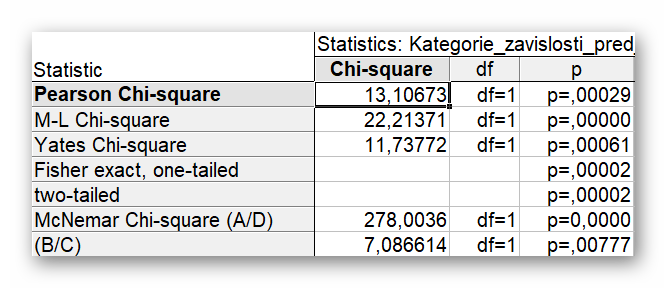 Statistics: Kategorie_zavislosti_pred
Statistic Chi-square df p
Pearson Chi-square 13,10673 df=1 p=,00029
M-L Chi-square 22,21371 df=1 p=,00000
Yates Chi-square 11,73772 df=1 p=,00061
Fisher exact, one-tailed p=,00002
two-tailed p=,00002
McNemar Chi-square (A/D) 278,0036 df=1 p=0,0000
(B/C) 7,086614 df=1 p=,00777